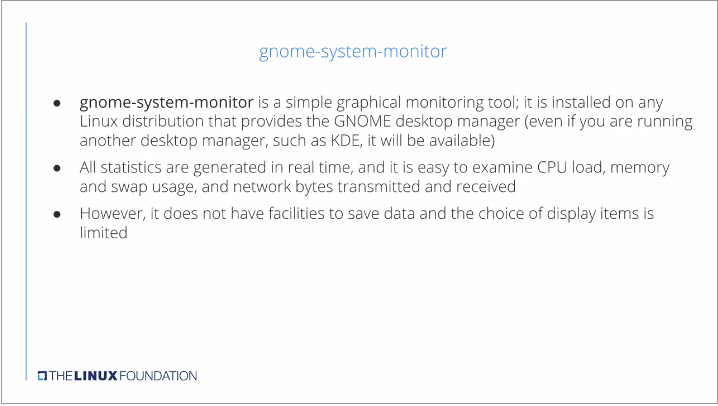 gnome-system-monitor
● gnome-system-monitor is a simple graphical monitoring tool; it is installed on any
Linux distribution that provides the GNOME desktop manager (even if you are running
another desktop manager, such as KDE, it will be available)
● All statistics are generated in real time, and it is easy to examine CPU load, memory
and swap usage, and network bytes transmitted and received
● However, it does not have facilities to save data and the choice of display items is
limited
THE LINUX FOUNDATION